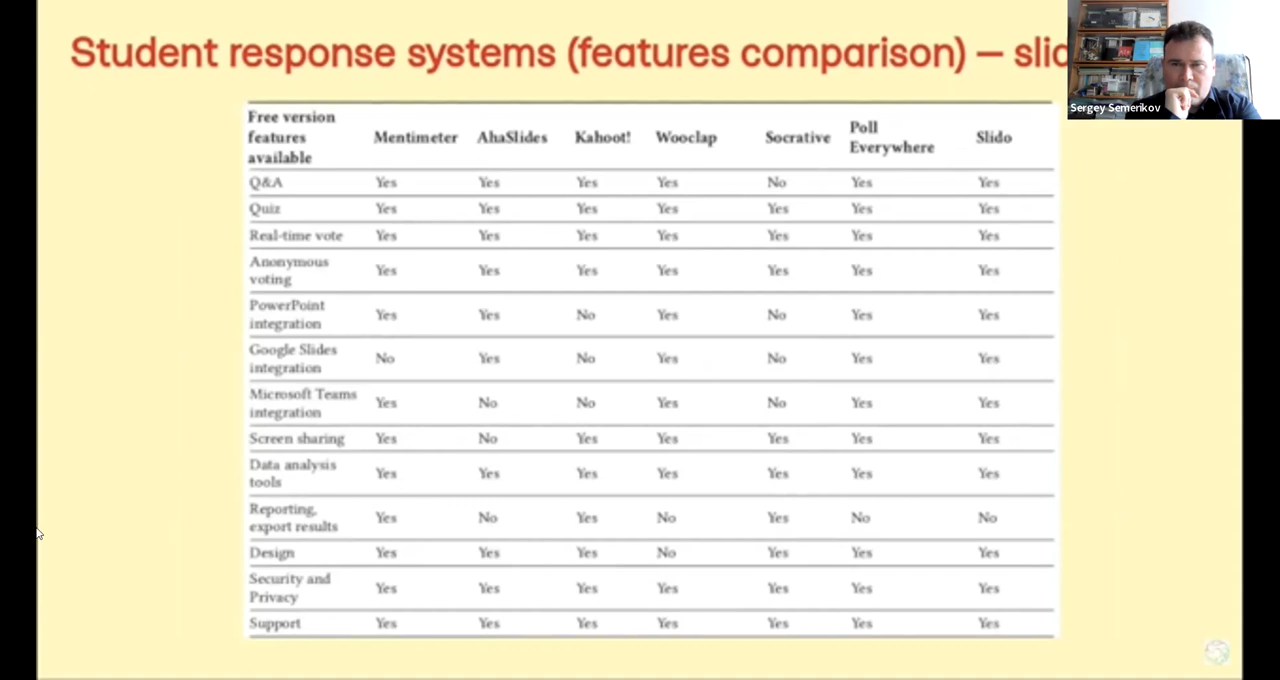 Student response systems (features comparison) – slid
Sergey Semerikov
Free version features available Mentimeter AhaSlides Kahoot! Wooclap Socrative Poll Everywhere Slido
Q&A Yes Yes Yes Yes No Yes Yes
Quiz Yes Yes Yes Yes Yes Yes Yes
Real-time vote Yes Yes Yes Yes Yes Yes Yes
Anonymous voting Yes Yes Yes Yes Yes Yes Yes
PowerPoint integration Yes Yes No Yes No Yes Yes
Google Slides integration No Yes No Yes No Yes Yes
Microsoft Teams integration Yes No No Yes No Yes Yes
Screen sharing Yes No Yes Yes Yes Yes Yes
Data analysis tools Yes Yes Yes Yes Yes Yes Yes
Reporting, export results Yes No Yes No Yes No No
Design Yes Yes Yes No Yes Yes Yes
Security and Privacy Yes Yes Yes Yes Yes Yes Yes
Support Yes Yes Yes Yes Yes Yes Yes